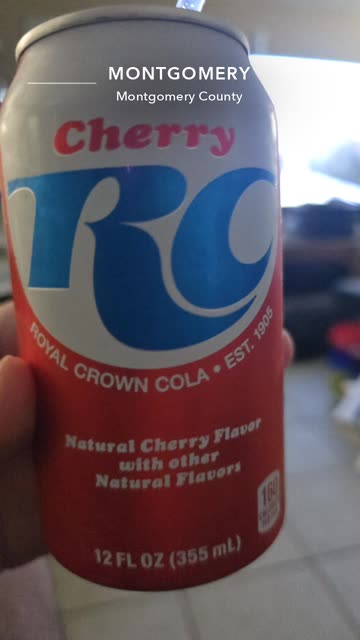 MONTGOMERY
Montgomery County
Cherry
RC
ROYAL CROWN COLA • EST. 1905
Natural Cherry Flavor
with other
Natural Flavors
160
12 FL OZ (355 mL)